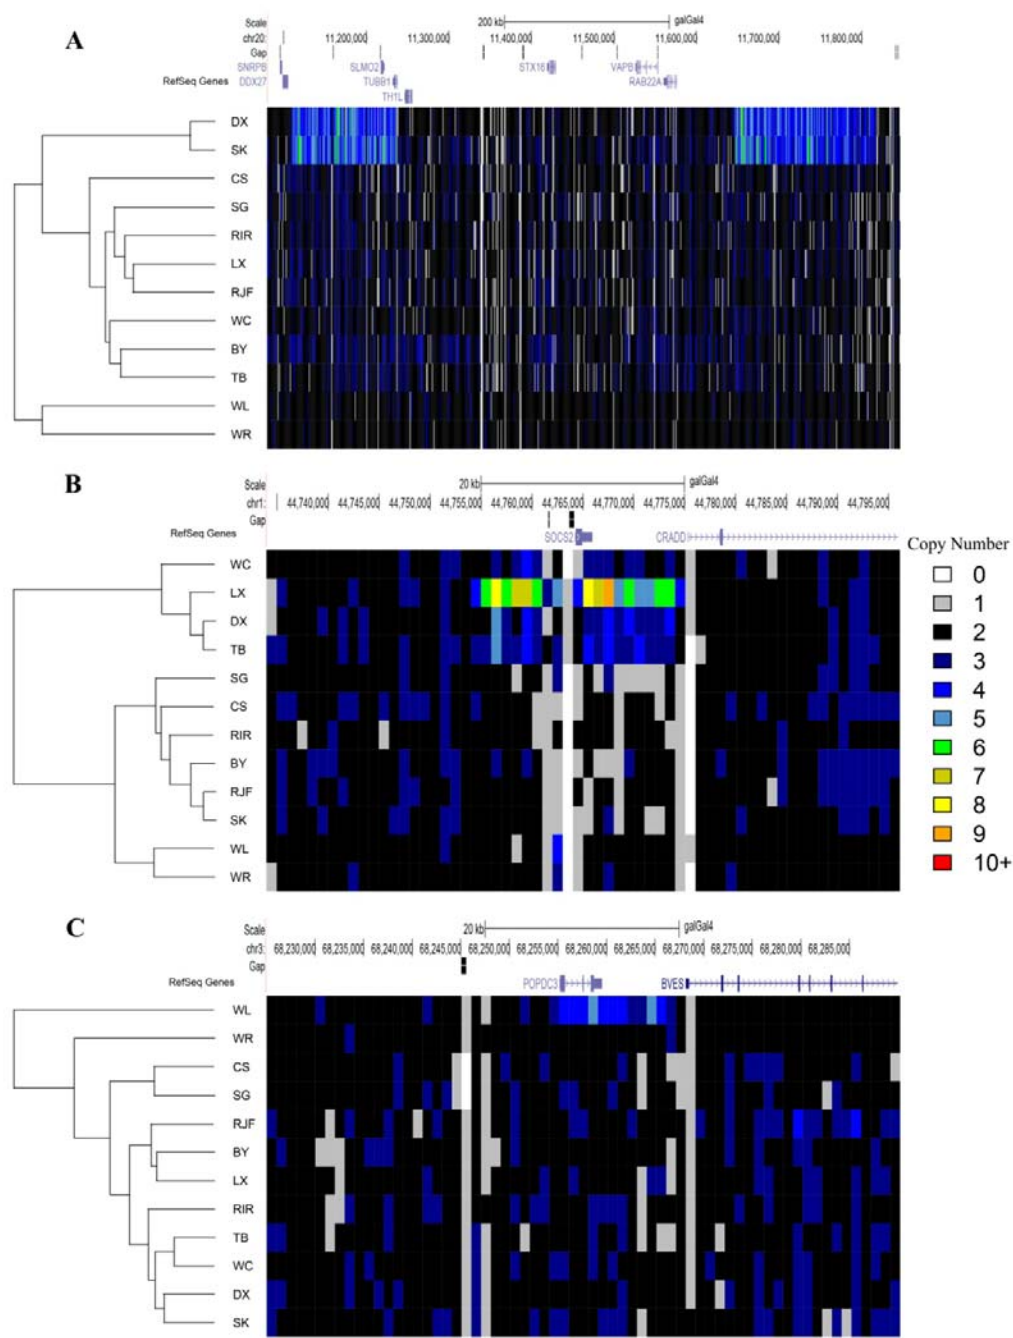 A
Scale 200 kb galGal4
chr20: 11,200,000 11,300,000 11,400,000 11,500,000 11,600,000 11,700,000 11,800,000
Gap
SNRPB SLMO2 STX16 VAPB
RefSeq Genes DDX27 TUBB1 RAB22A
TH1L
DX
SK
CS
SG
RIR
LX
RJF
WC
BY
TB
WL
WR
B
Scale 20 kb galGal4
chr1: 44,740,000 44,745,000 44,750,000 44,755,000 44,760,000 44,765,000 44,770,000 44,775,000 44,780,000 44,785,000 44,790,000 44,795,000
Gap
RefSeq Genes SOCS2 CRADD
WC
LX
DX
TB
SG
CS
RIR
BY
RJF
SK
WL
WR
Copy Number
0
1
2
3
4
5
6
7
8
9
10+
C
Scale 20 kb galGal4
chr3: 68,230,000 68,235,000 68,240,000 68,245,000 68,250,000 68,255,000 68,260,000 68,265,000 68,270,000 68,275,000 68,280,000 68,285,000
Gap
RefSeq Genes POPDC3 BVES
WL
WR
CS
SG
RJF
BY
LX
RIR
TB
WC
DX
SK